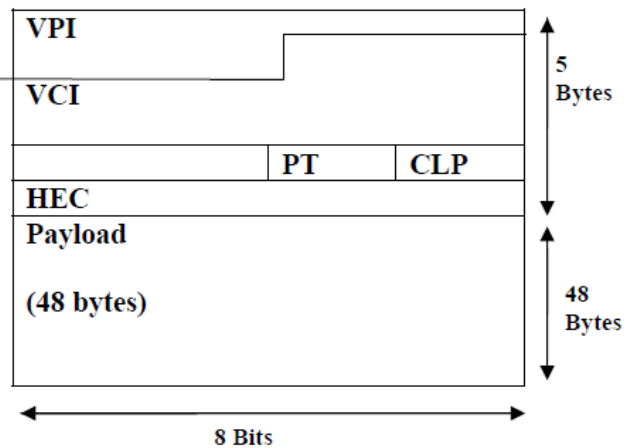 VPI
VCI
5
Bytes
PT CLP
HEC
Payload
(48 bytes)
48
Bytes
8 Bits